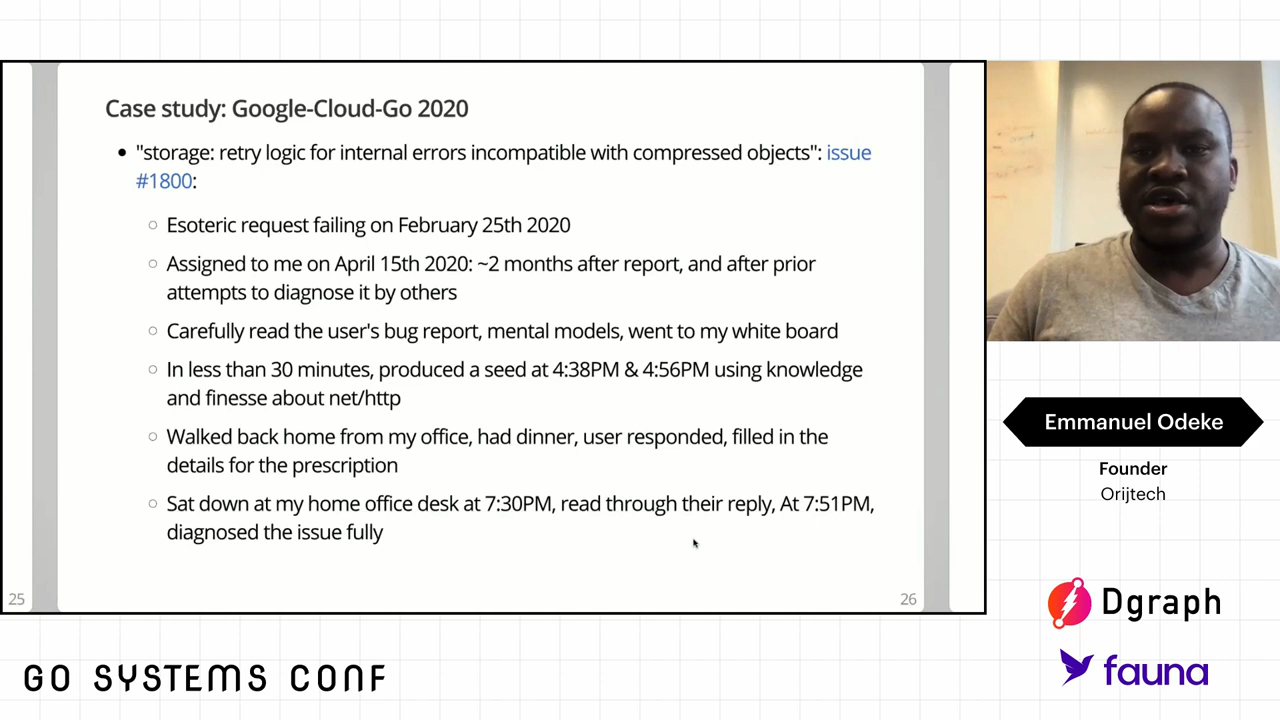 Case study: Google-Cloud-Go 2020
• "storage: retry logic for internal errors incompatible with compressed objects": issue
#1800:
○ Esoteric request failing on February 25th 2020
○ Assigned to me on April 15th 2020: ~2 months after report, and after prior
attempts to diagnose it by others
○ Carefully read the user's bug report, mental models, went to my white board
○ In less than 30 minutes, produced a seed at 4:38PM & 4:56PM using knowledge
and finesse about net/http
○ Walked back home from my office, had dinner, user responded, filled in the
details for the prescription
○ Sat down at my home office desk at 7:30PM, read through their reply, At 7:51PM,
diagnosed the issue fully
25
26
Emmanuel Odeke
Founder
Orijtech
Dgraph
fauna
GO SYSTEMS CONF